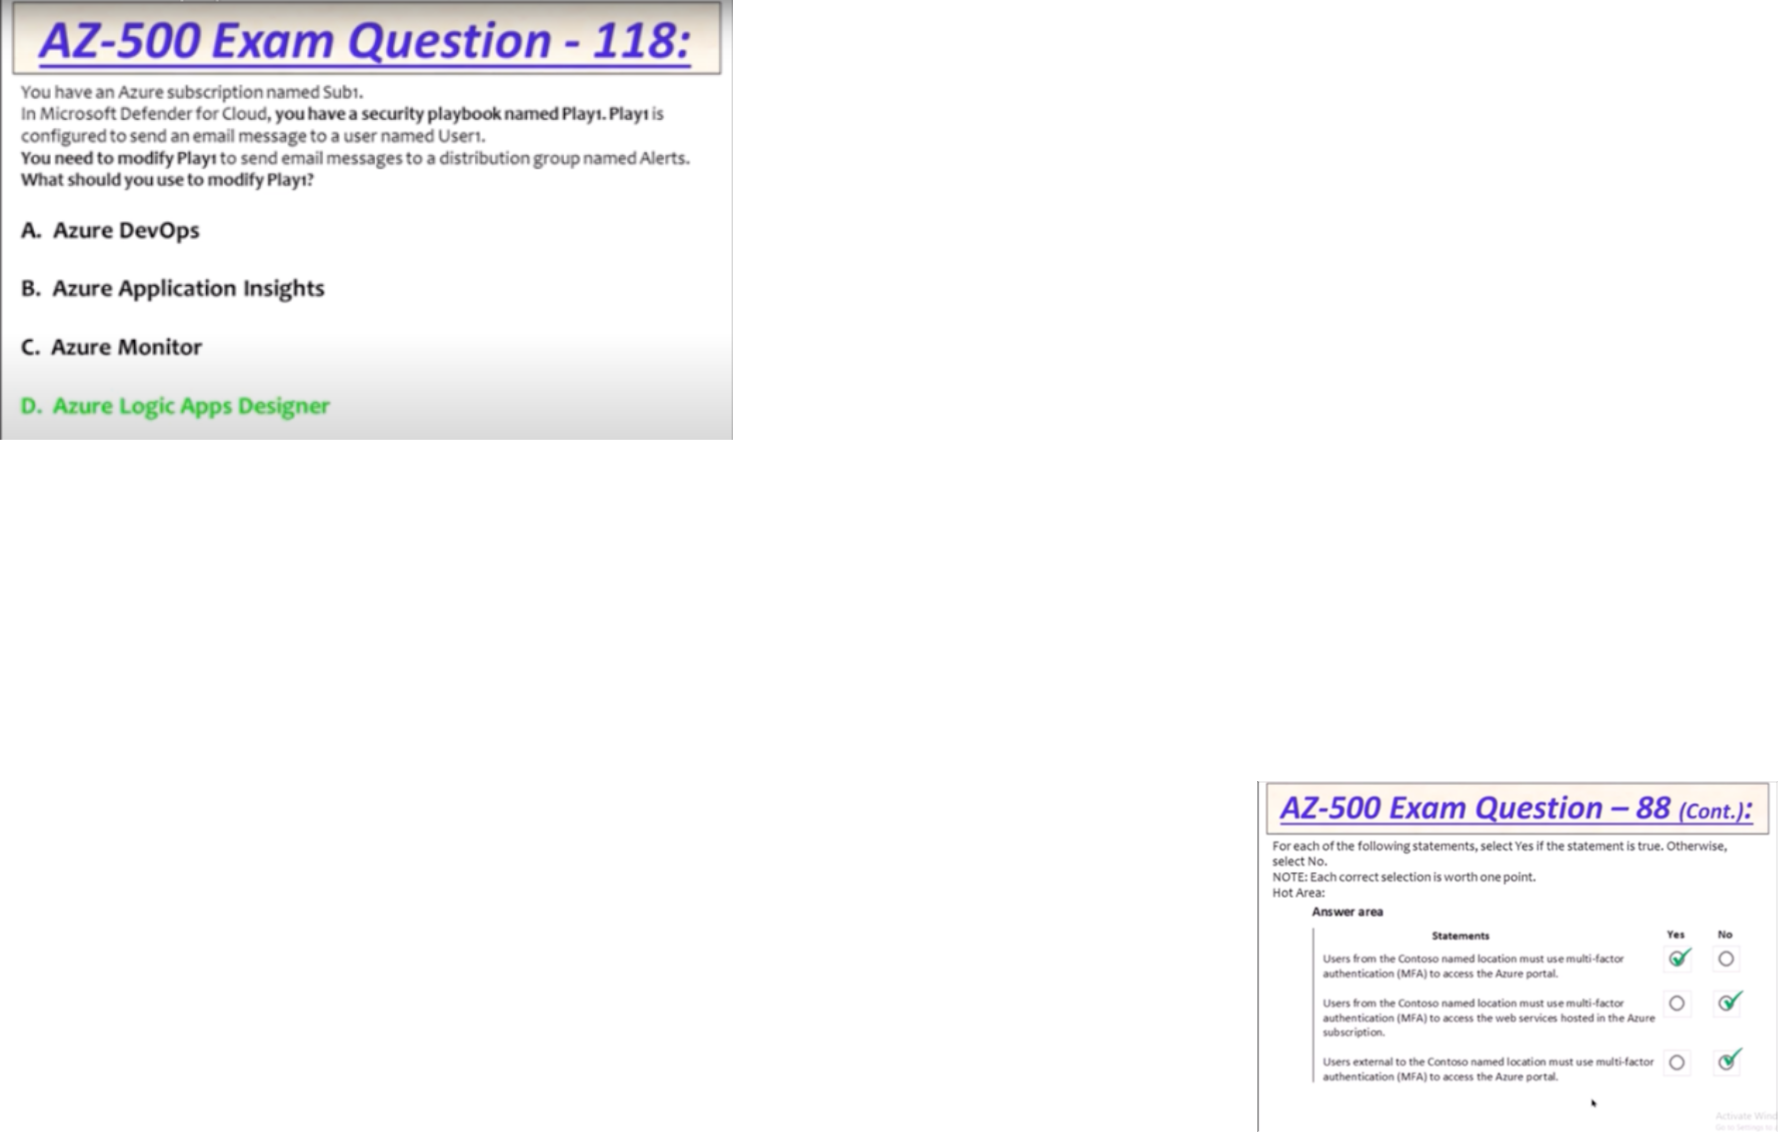 AZ-500 Exam Question - 118:
You have an Azure subscription named Sub1.
In Microsoft Defender for Cloud, you have a security playbook named Play1. Play1 is
configured to send an email message to a user named User1.
You need to modify Play1 to send email messages to a distribution group named Alerts.
What should you use to modify Play1?
A. Azure DevOps
B. Azure Application Insights
C. Azure Monitor
D. Azure Logic Apps Designer
AZ-500 Exam Question – 88 (Cont.):
For each of the following statements, select Yes if the statement is true. Otherwise,
select No.
NOTE: Each correct selection is worth one point.
Hot Area:
Answer area
Statements Yes No
Users from the Contoso named location must use multi-factor
authentication (MFA) to access the Azure portal.
Users from the Contoso named location must use multi-factor
authentication (MFA) to access the web services hosted in the Azure
subscription.
Users external to the Contoso named location must use multi-factor
authentication (MFA) to access the Azure portal.
Activate Wind
Go to Settings to